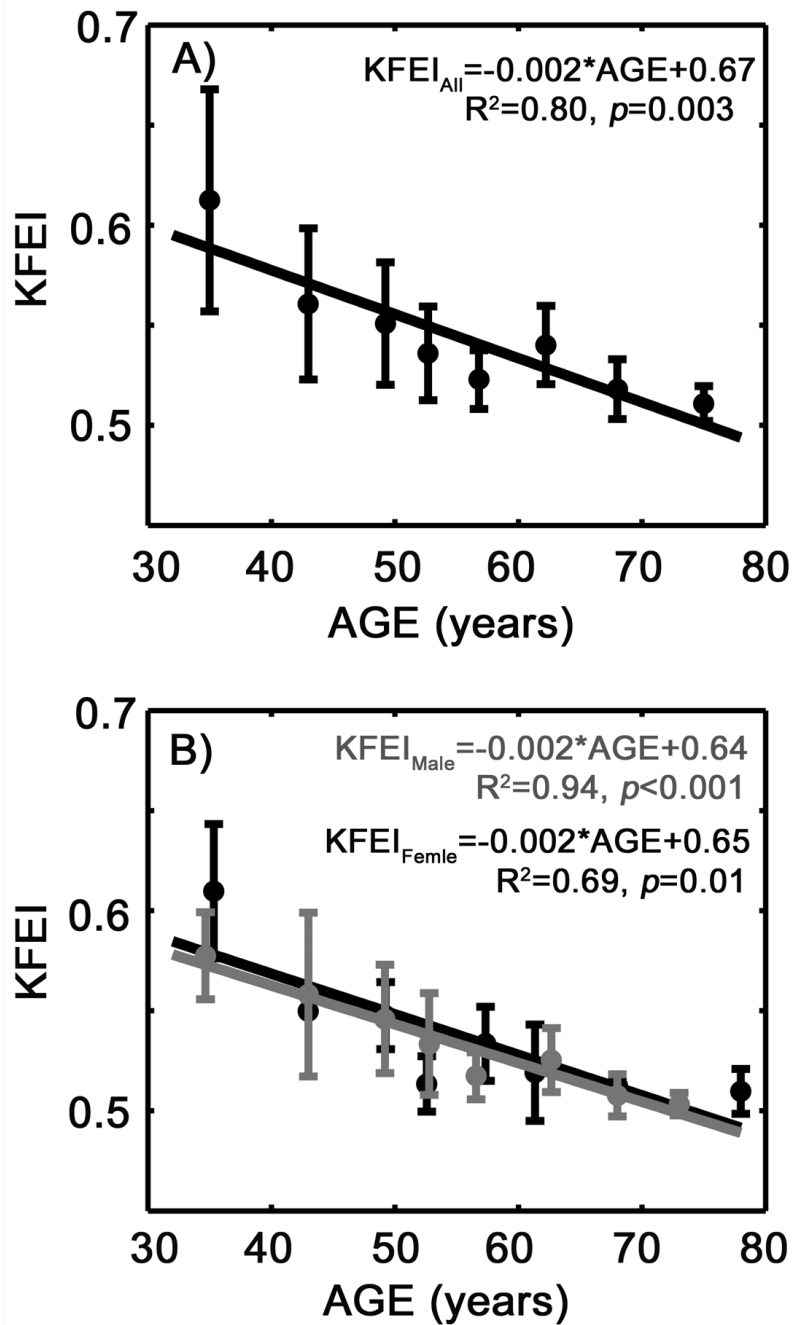 0.7
A)
KFEI_All=-0.002*AGE+0.67
R²=0.80, p=0.003
KFEI
0.6
0.5
30 40 50 60 70 80
AGE (years)
0.7
B)
KFEI_Male=-0.002*AGE+0.64
R²=0.94, p<0.001
KFEI_Femle=-0.002*AGE+0.65
R²=0.69, p=0.01
KFEI
0.6
0.5
30 40 50 60 70 80
AGE (years)